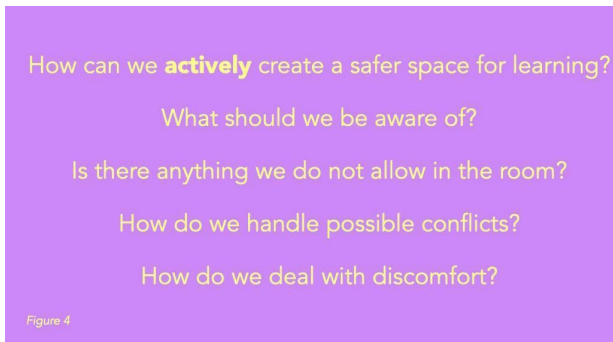 How can we actively create a safer space for learning?
What should we be aware of?
Is there anything we do not allow in the room?
How do we handle possible conflicts?
How do we deal with discomfort?
Figure 4